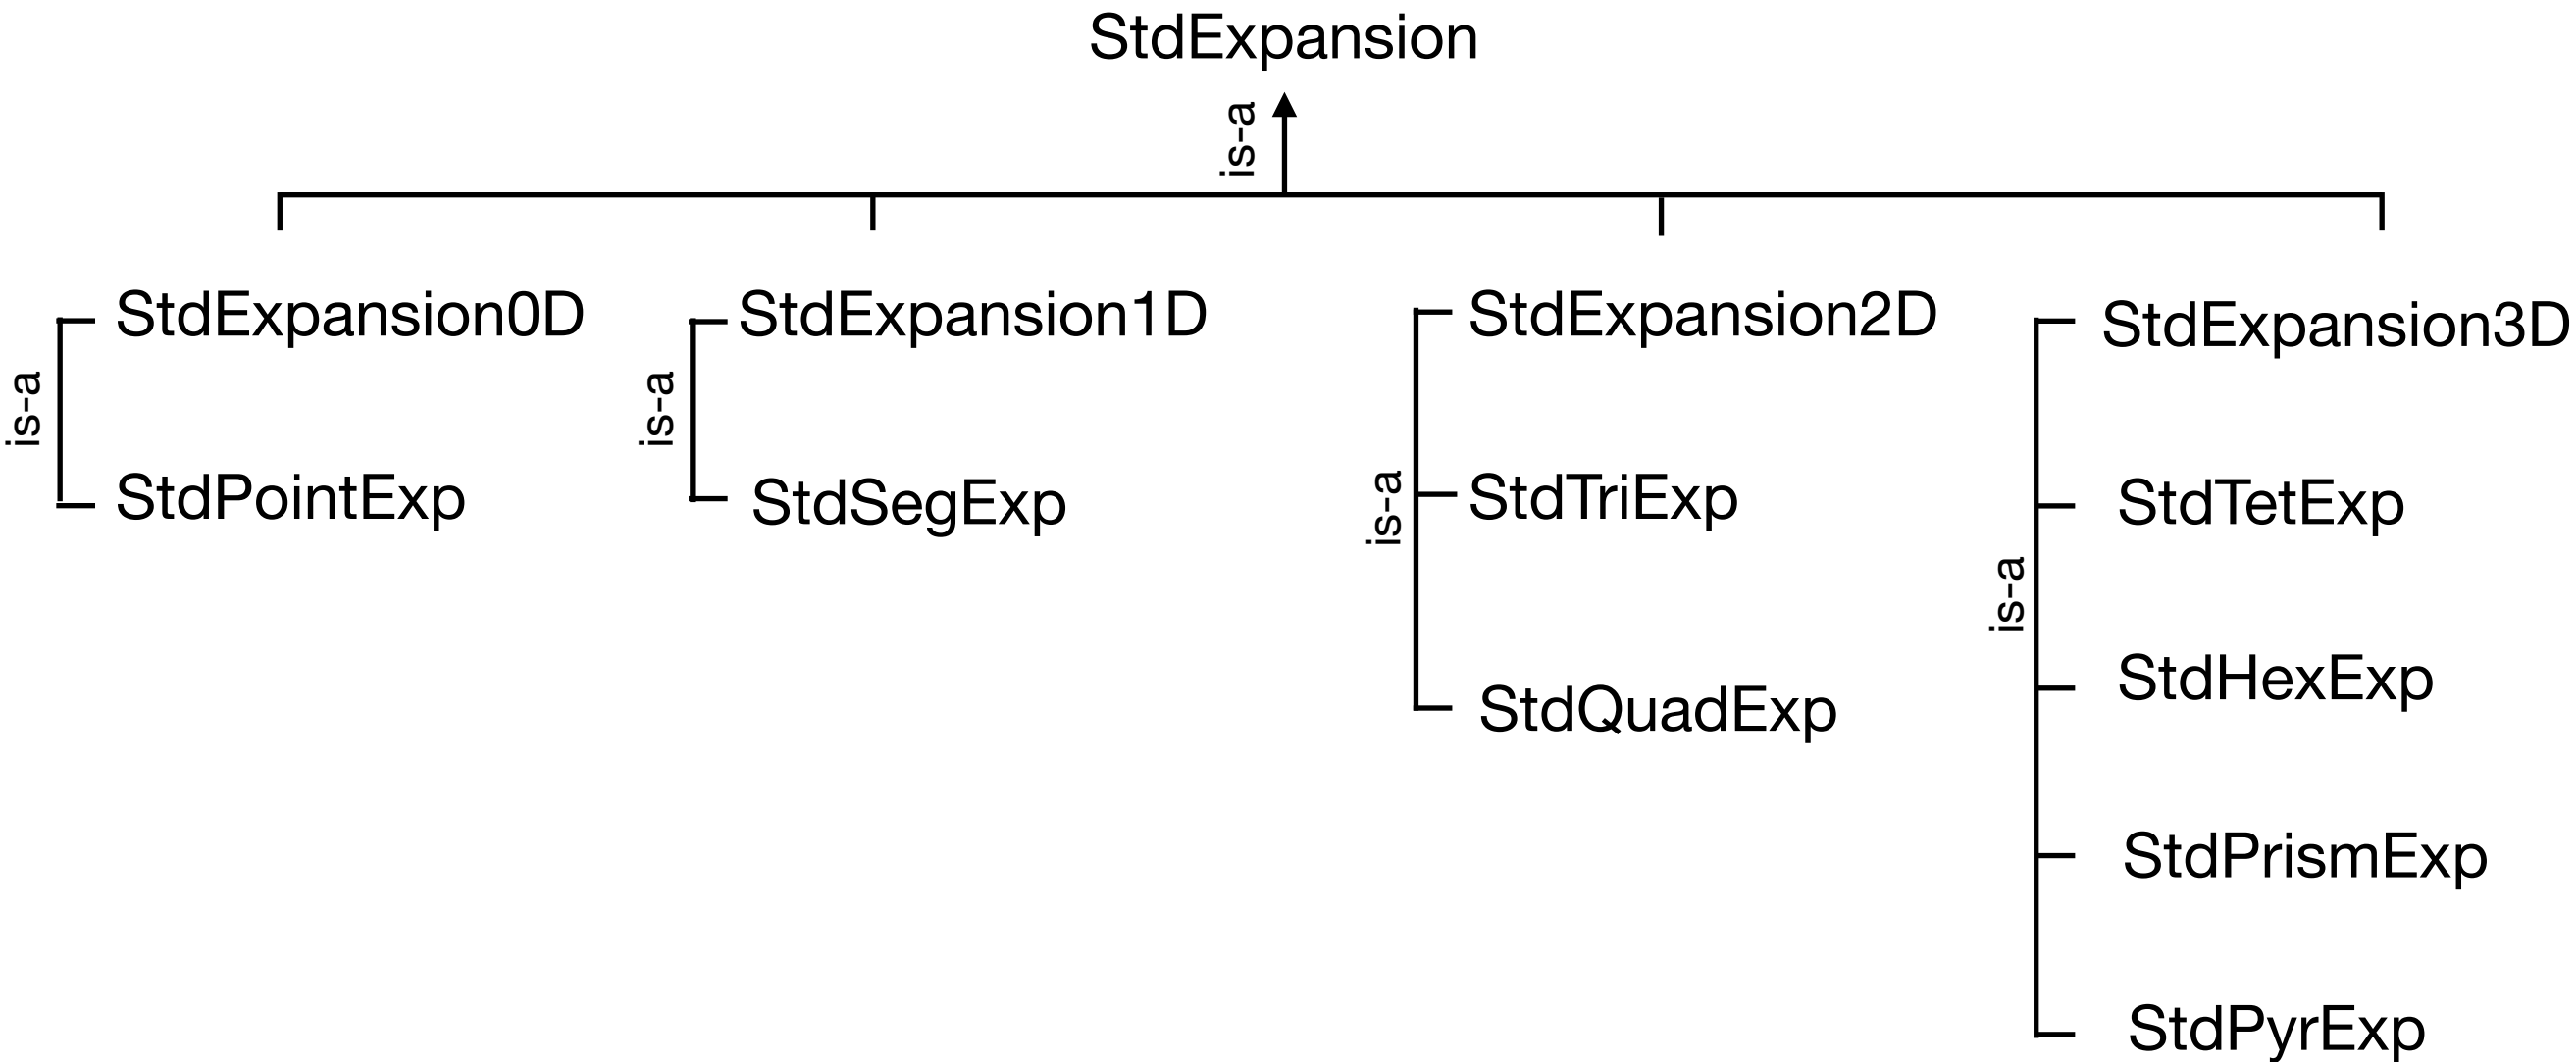 StdExpansion
is-a
StdExpansion0D
is-a
StdPointExp
StdExpansion1D
is-a
StdSegExp
StdExpansion2D
is-a
StdTriExp
StdQuadExp
StdExpansion3D
is-a
StdTetExp
StdHexExp
StdPrismExp
StdPyrExp